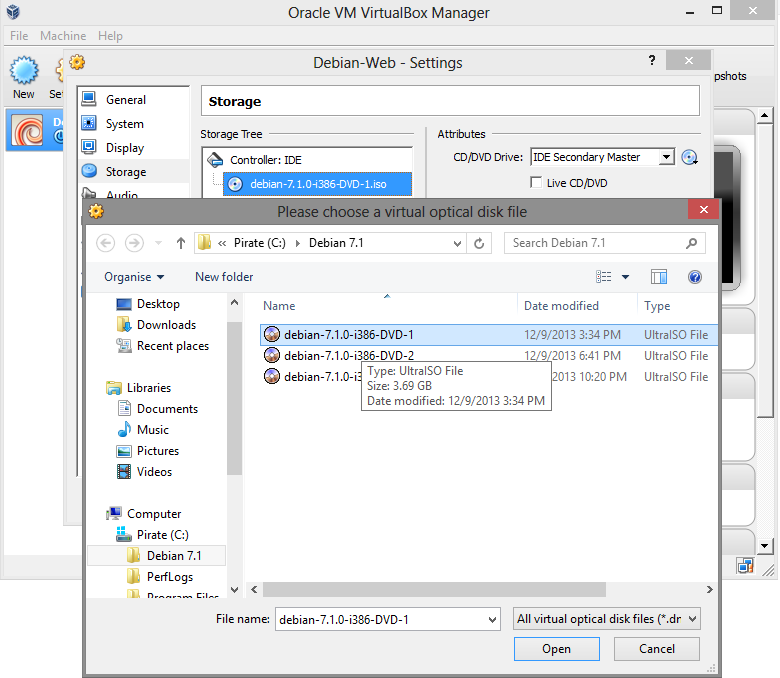 Oracle VM VirtualBox Manager
File Machine Help
New
Debian-Web - Settings
?
pshots
General
System
Display
Storage
Audio
Storage
Storage Tree
Controller: IDE
debian-7.1.0-i386-DVD-1.iso
Attributes
CD/DVD Drive: IDE Secondary Master
Live CD/DVD
Please choose a virtual optical disk file
« Pirate (C:) Debian 7.1
Search Debian 7.1
Organise New folder
Desktop
Downloads
Recent places
Libraries
Documents
Music
Pictures
Videos
Computer
Pirate (C:)
Debian 7.1
PerfLogs
Program Files
Name Date modified Type
debian-7.1.0-i386-DVD-1 12/9/2013 3:34 PM UltraISO File
debian-7.1.0-i386-DVD-2 12/9/2013 6:41 PM UltraISO File
debian-7.1.0-i3 2013 10:20 PM UltraISO File
Type: UltraISO File
Size: 3.69 GB
Date modified: 12/9/2013 3:34 PM
File name: debian-7.1.0-i386-DVD-1
All virtual optical disk files (*.dr
Open Cancel